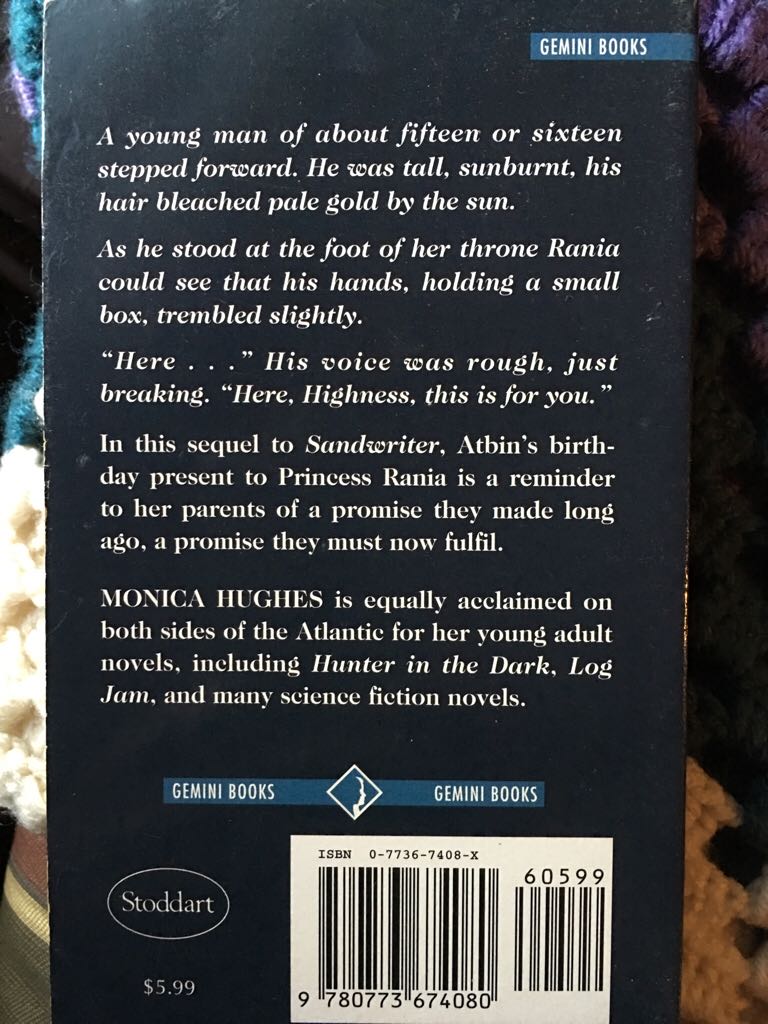 GEMINI BOOKS
A young man of about fifteen or sixteen
stepped forward. He was tall, sunburnt, his
hair bleached pale gold by the sun.
As he stood at the foot of her throne Rania
could see that his hands, holding a small
box, trembled slightly.
“Here . . .” His voice was rough, just
breaking. “Here, Highness, this is for you.”
In this sequel to Sandwriter, Atbin’s birth-
day present to Princess Rania is a reminder
to her parents of a promise they made long
ago, a promise they must now fulfil.
MONICA HUGHES is equally acclaimed on
both sides of the Atlantic for her young adult
novels, including Hunter in the Dark, Log
Jam, and many science fiction novels.
GEMINI BOOKS GEMINI BOOKS
ISBN 0-7736-7408-X
60599
Stoddart
$5.99
9 780773 674080